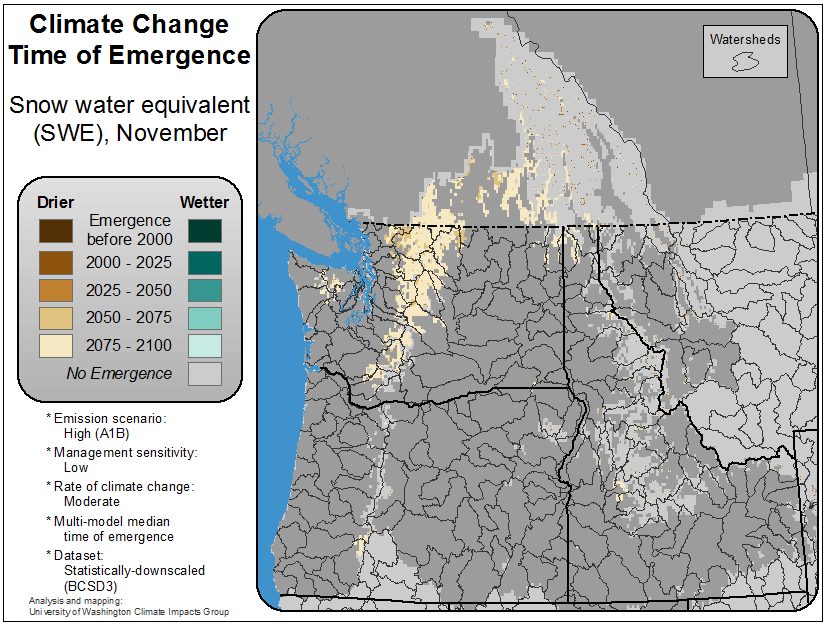 Climate Change
Time of Emergence
Snow water equivalent
(SWE), November
Drier
Wetter
Emergence
before 2000
2000 - 2025
2025 - 2050
2050 - 2075
2075 - 2100
No Emergence
* Emission scenario:
High (A1B)
* Management sensitivity:
Low
* Rate of climate change:
Moderate
* Multi-model median
time of emergence
* Dataset:
Statistically-downscaled
(BCSD3)
Analysis and mapping:
University of Washington Climate Impacts Group
Watersheds